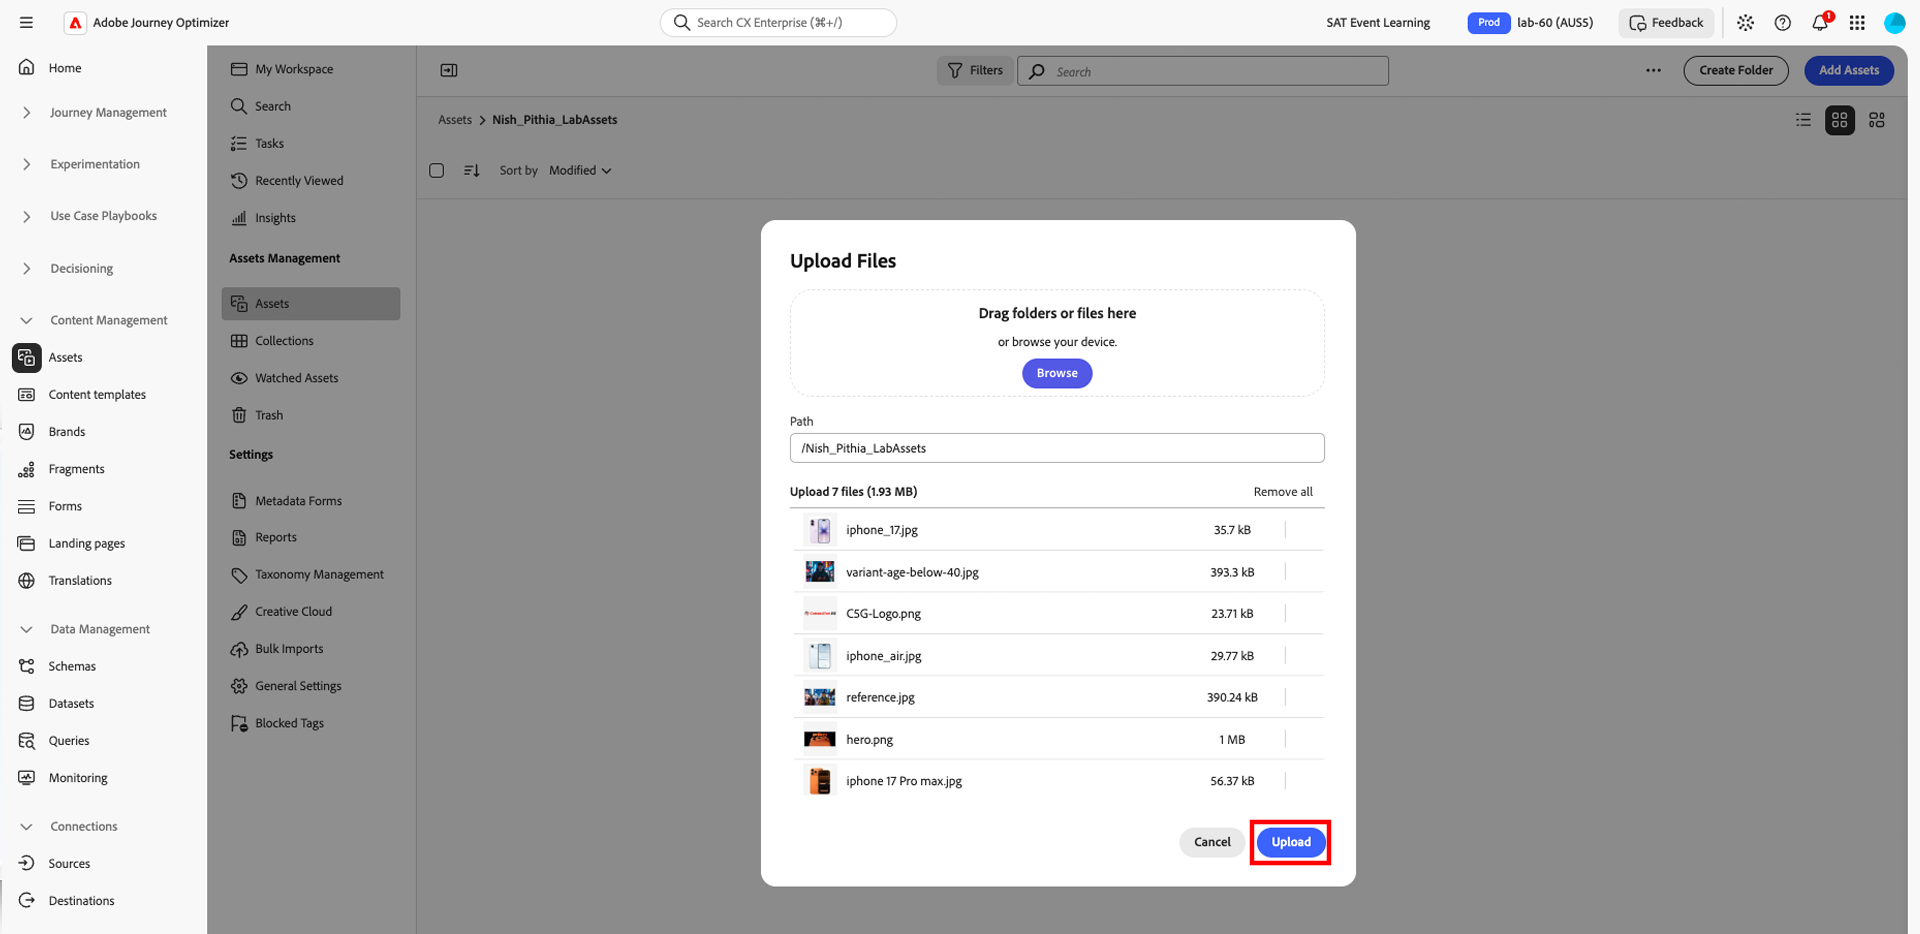 Adobe Journey Optimizer
Search CX Enterprise (⌘+/)
SAT Event Learning
Prod
lab-60 (AUS5)
Feedback
1
Home
Journey Management
Experimentation
Use Case Playbooks
Decisioning
Content Management
Assets
Content templates
Brands
Fragments
Forms
Landing pages
Translations
Data Management
Schemas
Datasets
Queries
Monitoring
Connections
Sources
Destinations
My Workspace
Search
Tasks
Recently Viewed
Insights
Assets Management
Assets
Collections
Watched Assets
Trash
Settings
Metadata Forms
Reports
Taxonomy Management
Creative Cloud
Bulk Imports
General Settings
Blocked Tags
Filters
Search
Create Folder
Add Assets
Assets
Nish_Pithia_LabAssets
Sort by Modified
Upload Files
Drag folders or files here
or browse your device.
Browse
Path
/Nish_Pithia_LabAssets
Upload 7 files (1.93 MB)
Remove all
iphone_17.jpg 35.7 kB
variant-age-below-40.jpg 393.3 kB
C5G-Logo.png 23.71 kB
iphone_air.jpg 29.77 kB
reference.jpg 390.24 kB
hero.png 1 MB
iphone 17 Pro max.jpg 56.37 kB
Cancel
Upload